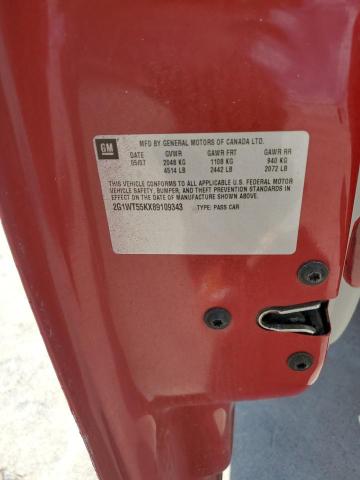 GM
MFD BY GENERAL MOTORS OF CANADA LTD.
DATE GVWR GAWR FRT GAWR RR
05/07 2048 KG 1108 KG 940 KG
4514 LB 2442 LB 2072 LB
THIS VEHICLE CONFORMS TO ALL APPLICABLE U.S. FEDERAL MOTOR
VEHICLE SAFETY, BUMPER, AND THEFT PREVENTION STANDARDS
IN EFFECT ON THE DATE OF MANUFACTURE SHOWN ABOVE.
2G1WT55KX89109343 TYPE: PASS CAR